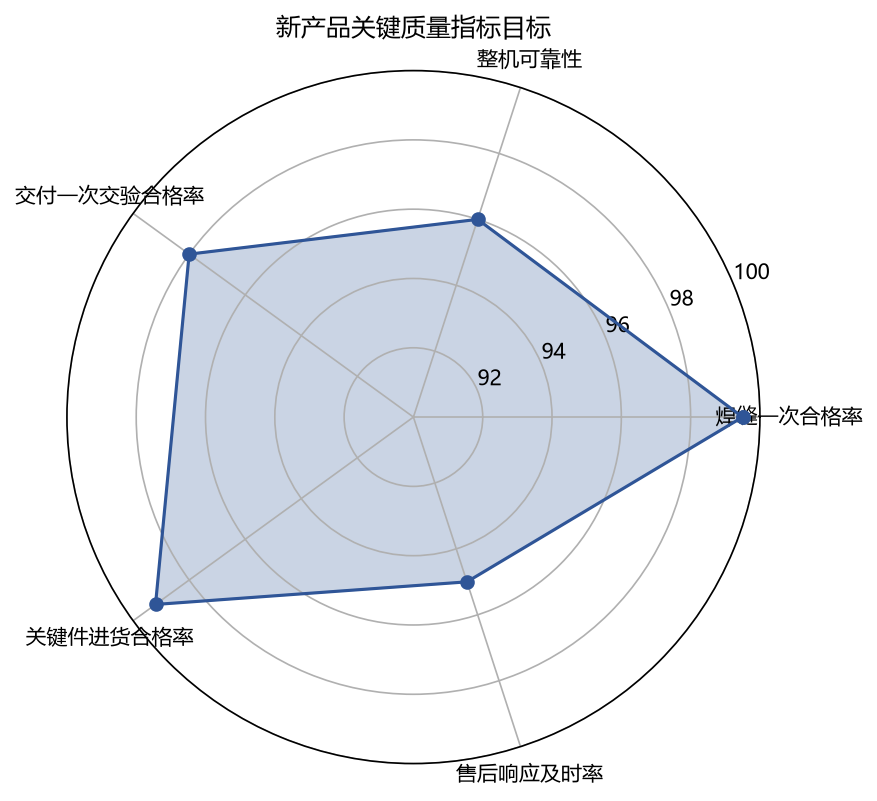 新产品关键质量指标目标
整机可靠性
交付一次交验合格率
100
98
96
94
92
焊缝一次合格率
关键件进货合格率
售后响应及时率